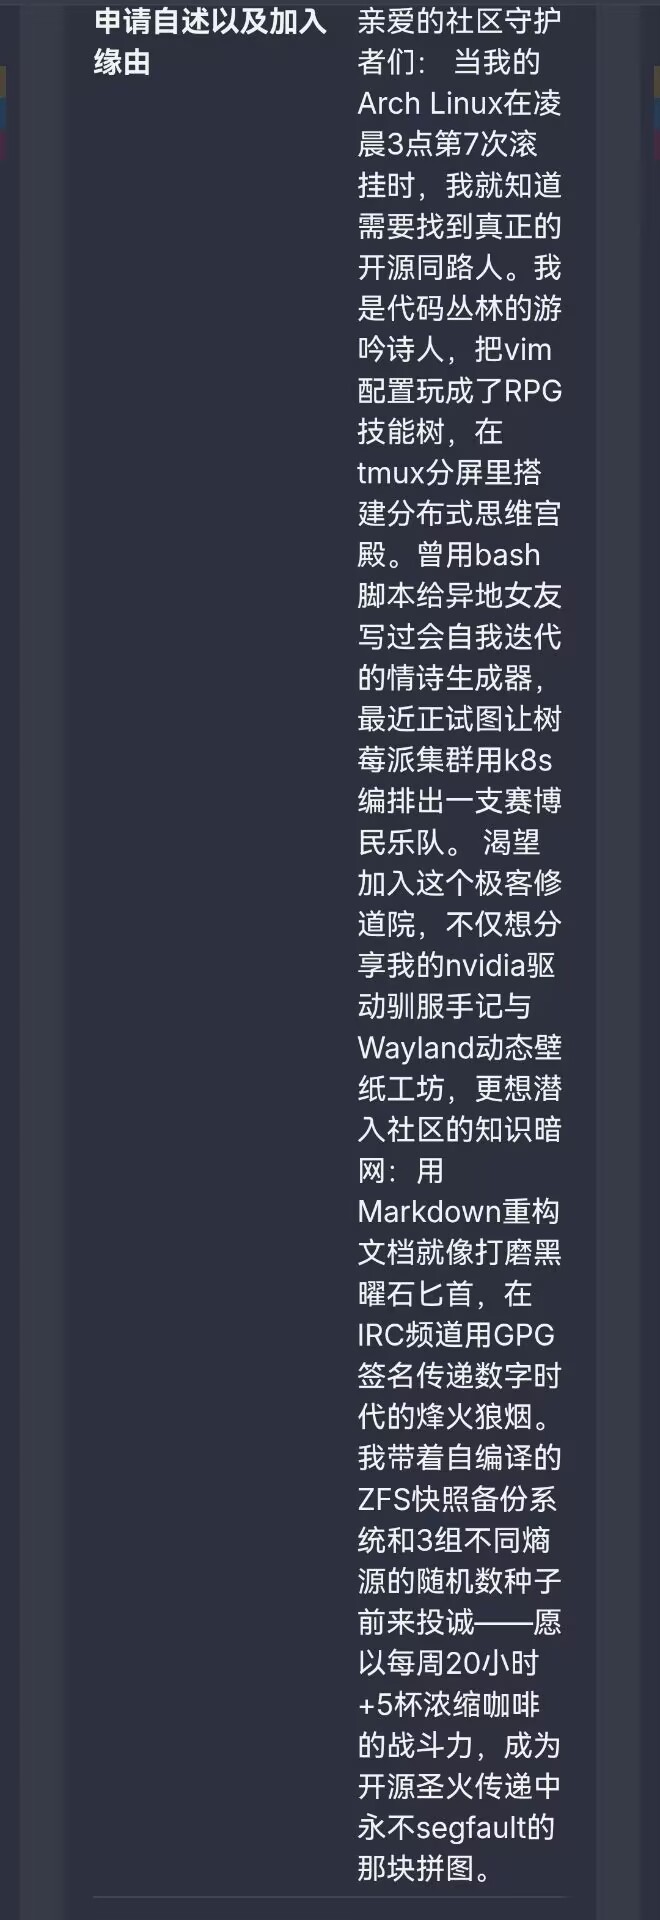 申请自述以及加入
缘由
亲爱的社区守护
者们： 当我的
Arch Linux在凌
晨3点第7次滚
挂时，我就知道
需要找到真正的
开源同路人。我
是代码丛林的游
吟诗人，把vim
配置玩成了RPG
技能树，在
tmux分屏里搭
建分布式思维宫
殿。曾用bash
脚本给异地女友
写过会自我迭代
的情诗生成器，
最近正试图让树
莓派集群用k8s
编排出一支赛博
民乐队。 渴望
加入这个极客修
道院，不仅想分
享我的nvidia驱
动驯服手记与
Wayland动态壁
纸工坊，更想潜
入社区的知识暗
网：用
Markdown重构
文档就像打磨黑
曜石匕首，在
IRC频道用GPG
签名传递数字时
代的烽火狼烟。
我带着自编译的
ZFS快照备份系
统和3组不同熵
源的随机数种子
前来投诚——愿
以每周20小时
+5杯浓缩咖啡
的战斗力，成为
开源圣火传递中
永不segfault的
那块拼图。